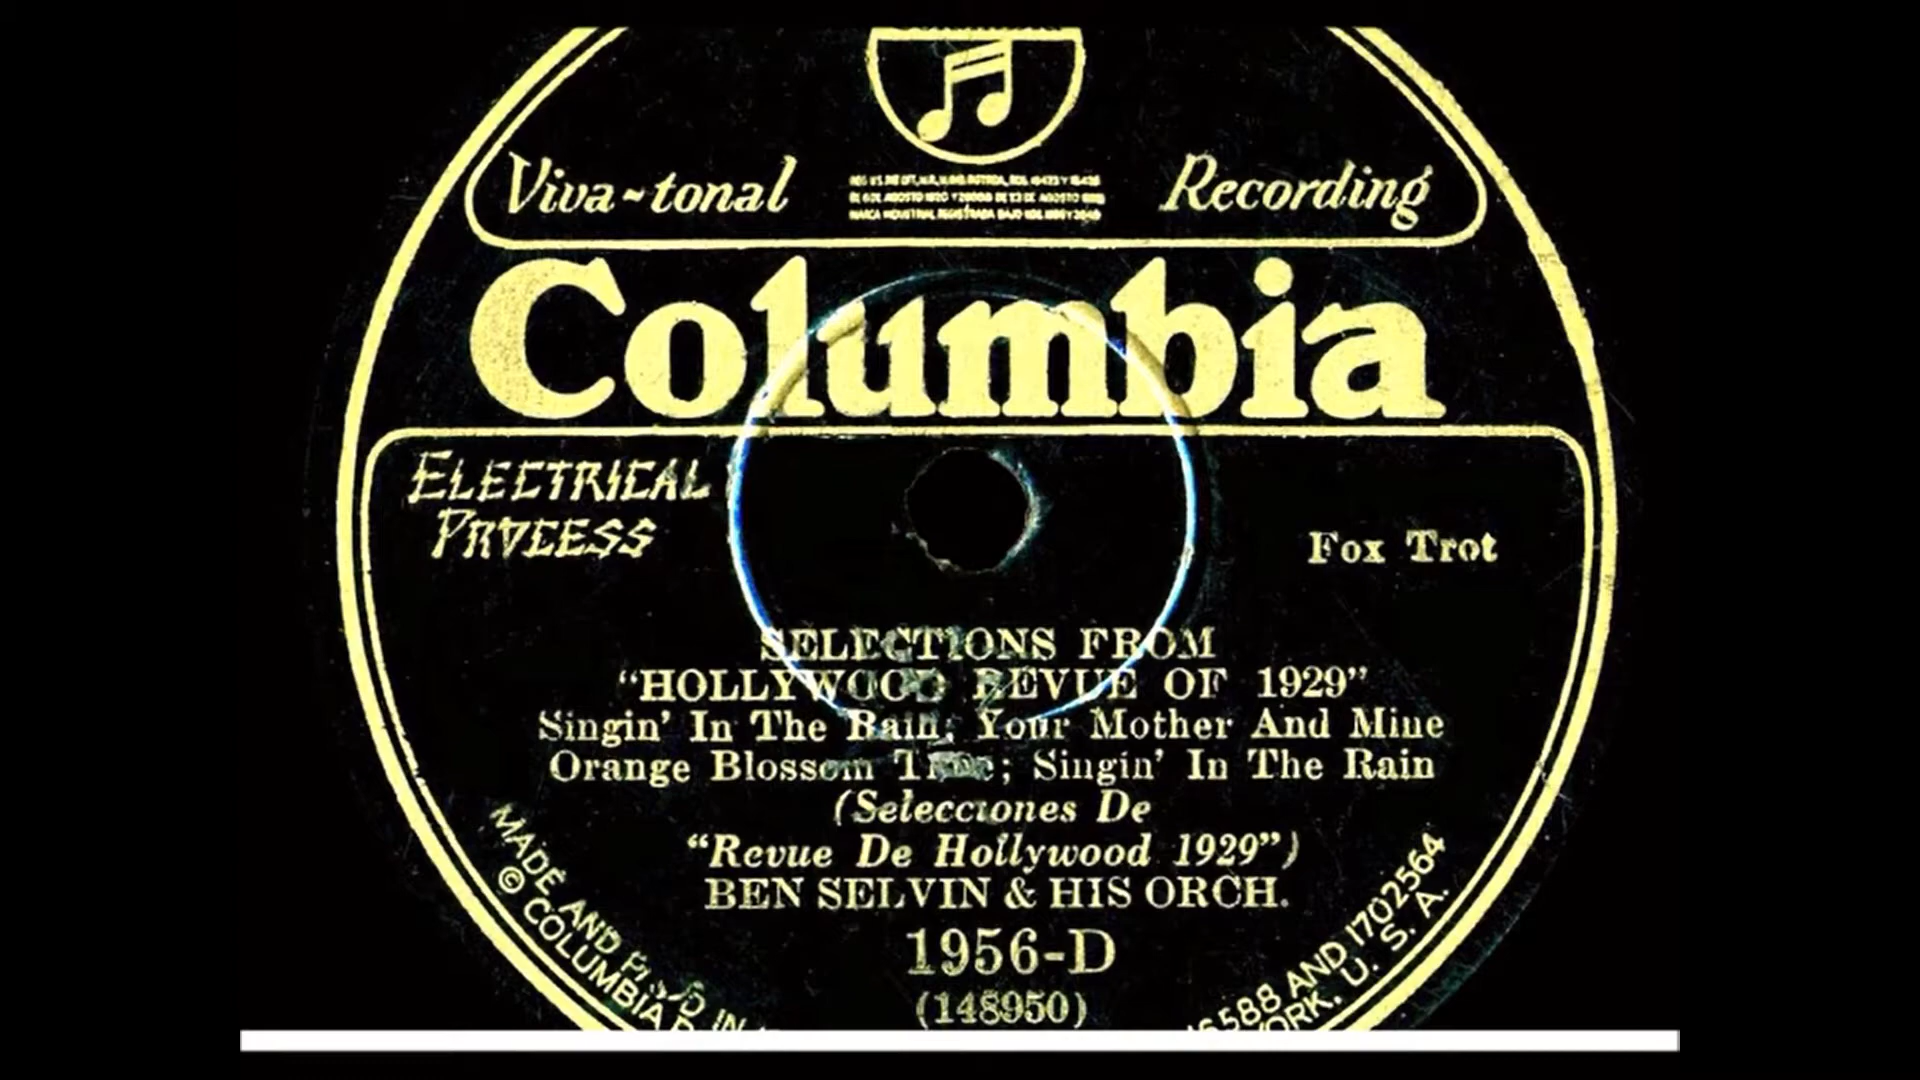 Viva-tonal Recording
Columbia
ELECTRICAL
PROCESS
Fox Trot
SELECTIONS FROM
“HOLLYWOOD REVUE OF 1929”
Singin’ In The Rain; Your Mother And Mine
Orange Blossom Time; Singin’ In The Rain
(Selecciones De
“Revue De Hollywood 1929”)
BEN SELVIN & HIS ORCH.
1956-D
(148950)
MADE AND
© COLUMBIA
AND 1702564
U. S. A.